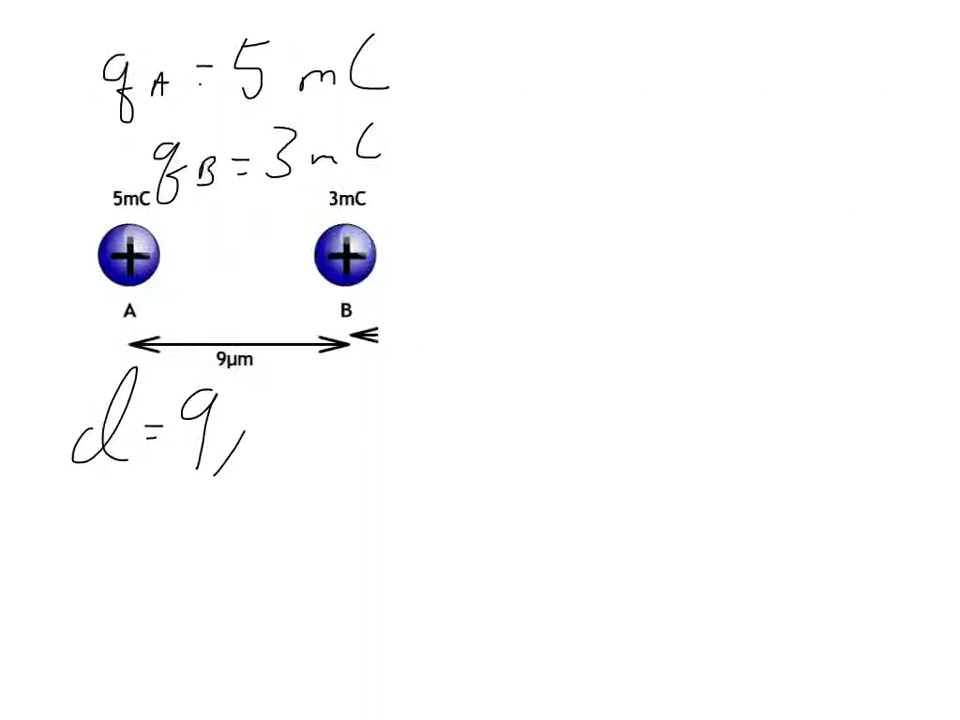 qA = 5 mC
qB = 3 mC
5mC 3mC
+ +
A B
9μm
d = 9